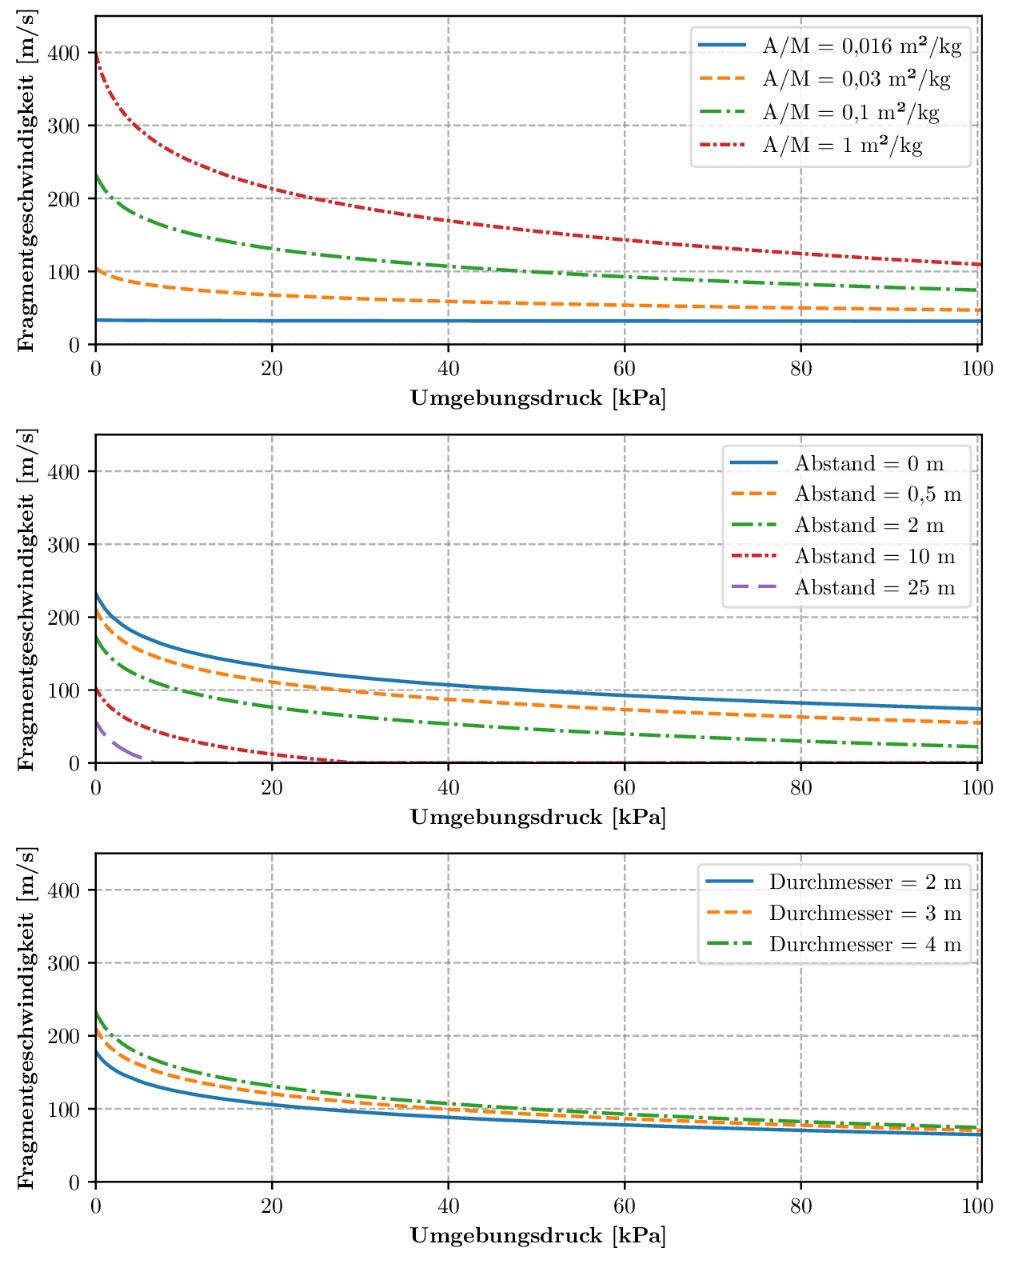 Fragmentgeschwindigkeit [m/s]
400
300
200
100
0
A/M = 0,016 m²/kg
A/M = 0,03 m²/kg
A/M = 0,1 m²/kg
A/M = 1 m²/kg
0 20 40 60 80 100
Umgebungsdruck [kPa]
Fragmentgeschwindigkeit [m/s]
400
300
200
100
0
Abstand = 0 m
Abstand = 0,5 m
Abstand = 2 m
Abstand = 10 m
Abstand = 25 m
0 20 40 60 80 100
Umgebungsdruck [kPa]
Fragmentgeschwindigkeit [m/s]
400
300
200
100
0
Durchmesser = 2 m
Durchmesser = 3 m
Durchmesser = 4 m
0 20 40 60 80 100
Umgebungsdruck [kPa]